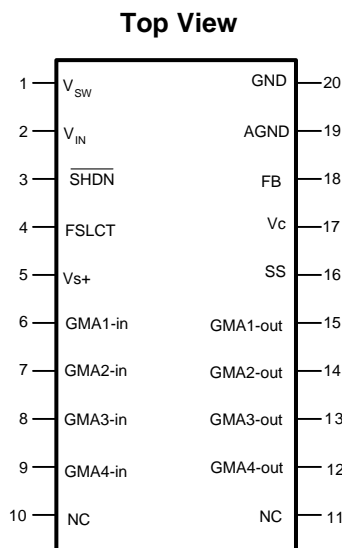 Top View
1 V_SW GND 20
2 V_IN AGND 19
3 SHDN FB 18
4 FSLCT Vc 17
5 Vs+ SS 16
6 GMA1-in GMA1-out 15
7 GMA2-in GMA2-out 14
8 GMA3-in GMA3-out 13
9 GMA4-in GMA4-out 12
10 NC NC 11